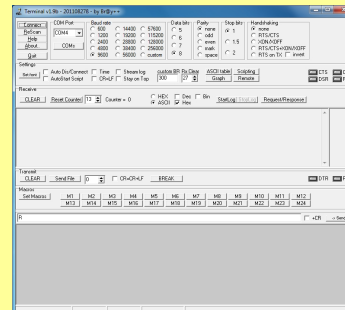 Terminal v1.9b - 20110827ß - by Br@y++
Connect
ReScan
Help
About..
Quit
COM Port
COM4
COMs
Baud rate
600 14400 57600
1200 19200 115200
2400 28800 128000
4800 38400 256000
9600 56000 custom
Data bits
5
6
7
8
Parity
none
odd
even
mark
space
Stop bits
1
1.5
2
Handshaking
none
RTS/CTS
XON/XOFF
RTS/CTS+XON/XOFF
RTS on TX invert
Settings
Set font
Auto Dis/Connect Time Stream log
AutoStart Script CR=LF Stay on Top
custom BR Rx Clear
300 27
ASCII table Scripting
Graph Remote
CTS
DSR
Receive
CLEAR Reset Counter 13 Counter = 0
HEX Dec Bin
ASCII Hex
StartLog StopLog Request/Response
Transmit
CLEAR Send File 0 CR=CR+LF BREAK
DTR
Macros
Set Macros
M1 M2 M3 M4 M5 M6 M7 M8 M9 M10 M11 M12
M13 M14 M15 M16 M17 M18 M19 M20 M21 M22 M23 M24
R
+CR -> Send